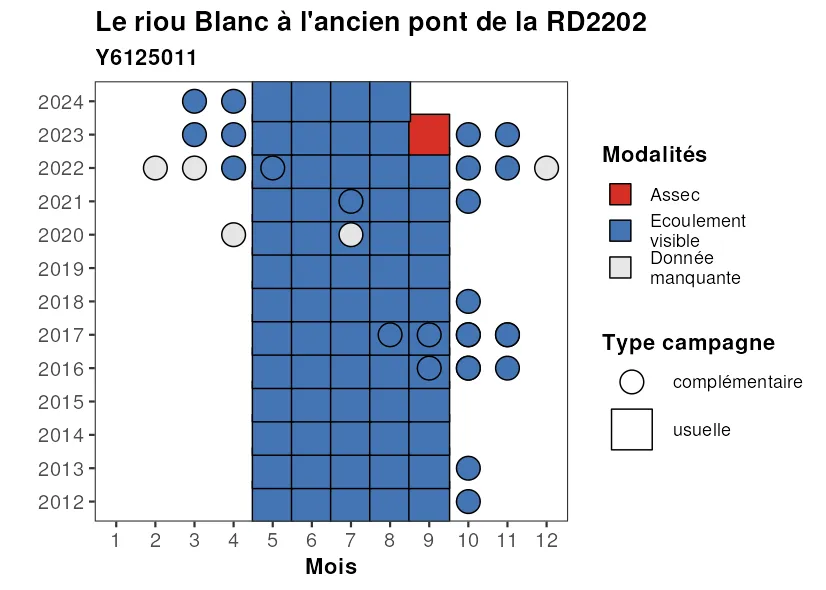 Le riou Blanc à l'ancien pont de la RD2202
Y6125011
2024
2023
2022
2021
2020
2019
2018
2017
2016
2015
2014
2013
2012
1 2 3 4 5 6 7 8 9 10 11 12
Mois
Modalités
Assec
Ecoulement
visible
Donnée
manquante
Type campagne
complémentaire
usuelle